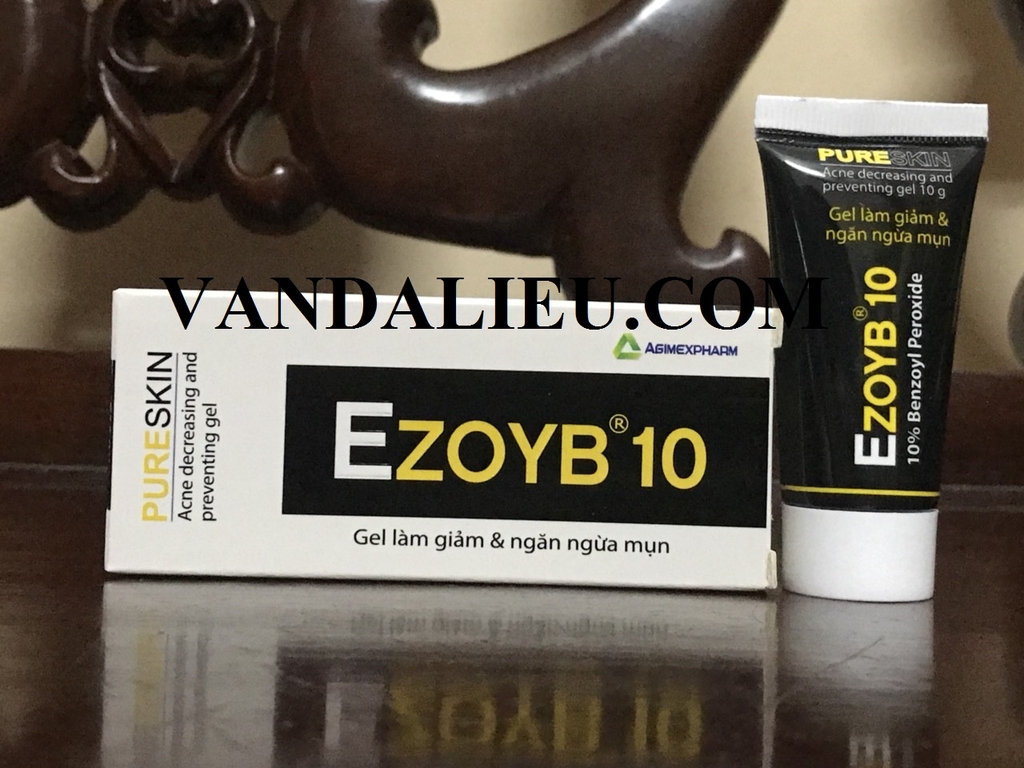 VANDALIEU.COM
PURESKIN
Acne decreasing and
preventing gel
AGIMEXPHARM
EZOYB® 10
Gel làm giảm & ngăn ngừa mụn
PURESKIN
Acne decreasing and
preventing gel 10 g
Gel làm giảm &
ngăn ngừa mụn
EZOYB® 10
10% Benzoyl Peroxide